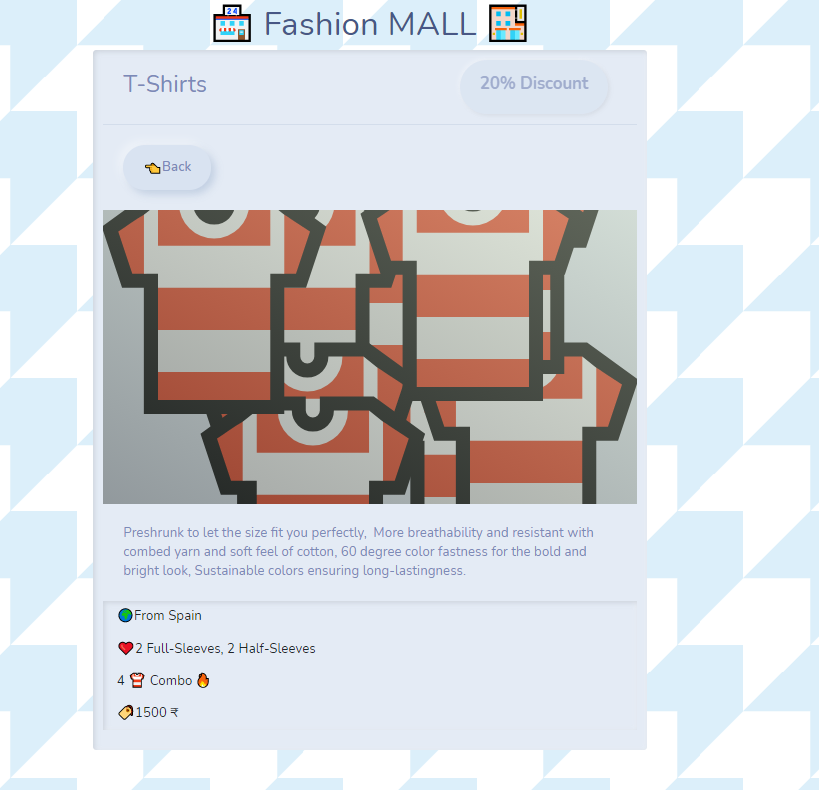 Fashion MALL
T-Shirts
20% Discount
Back
Preshrunk to let the size fit you perfectly, More breathability and resistant with
combed yarn and soft feel of cotton, 60 degree color fastness for the bold and
bright look, Sustainable colors ensuring long-lastingness.
From Spain
2 Full-Sleeves, 2 Half-Sleeves
4 Combo
1500 ₹